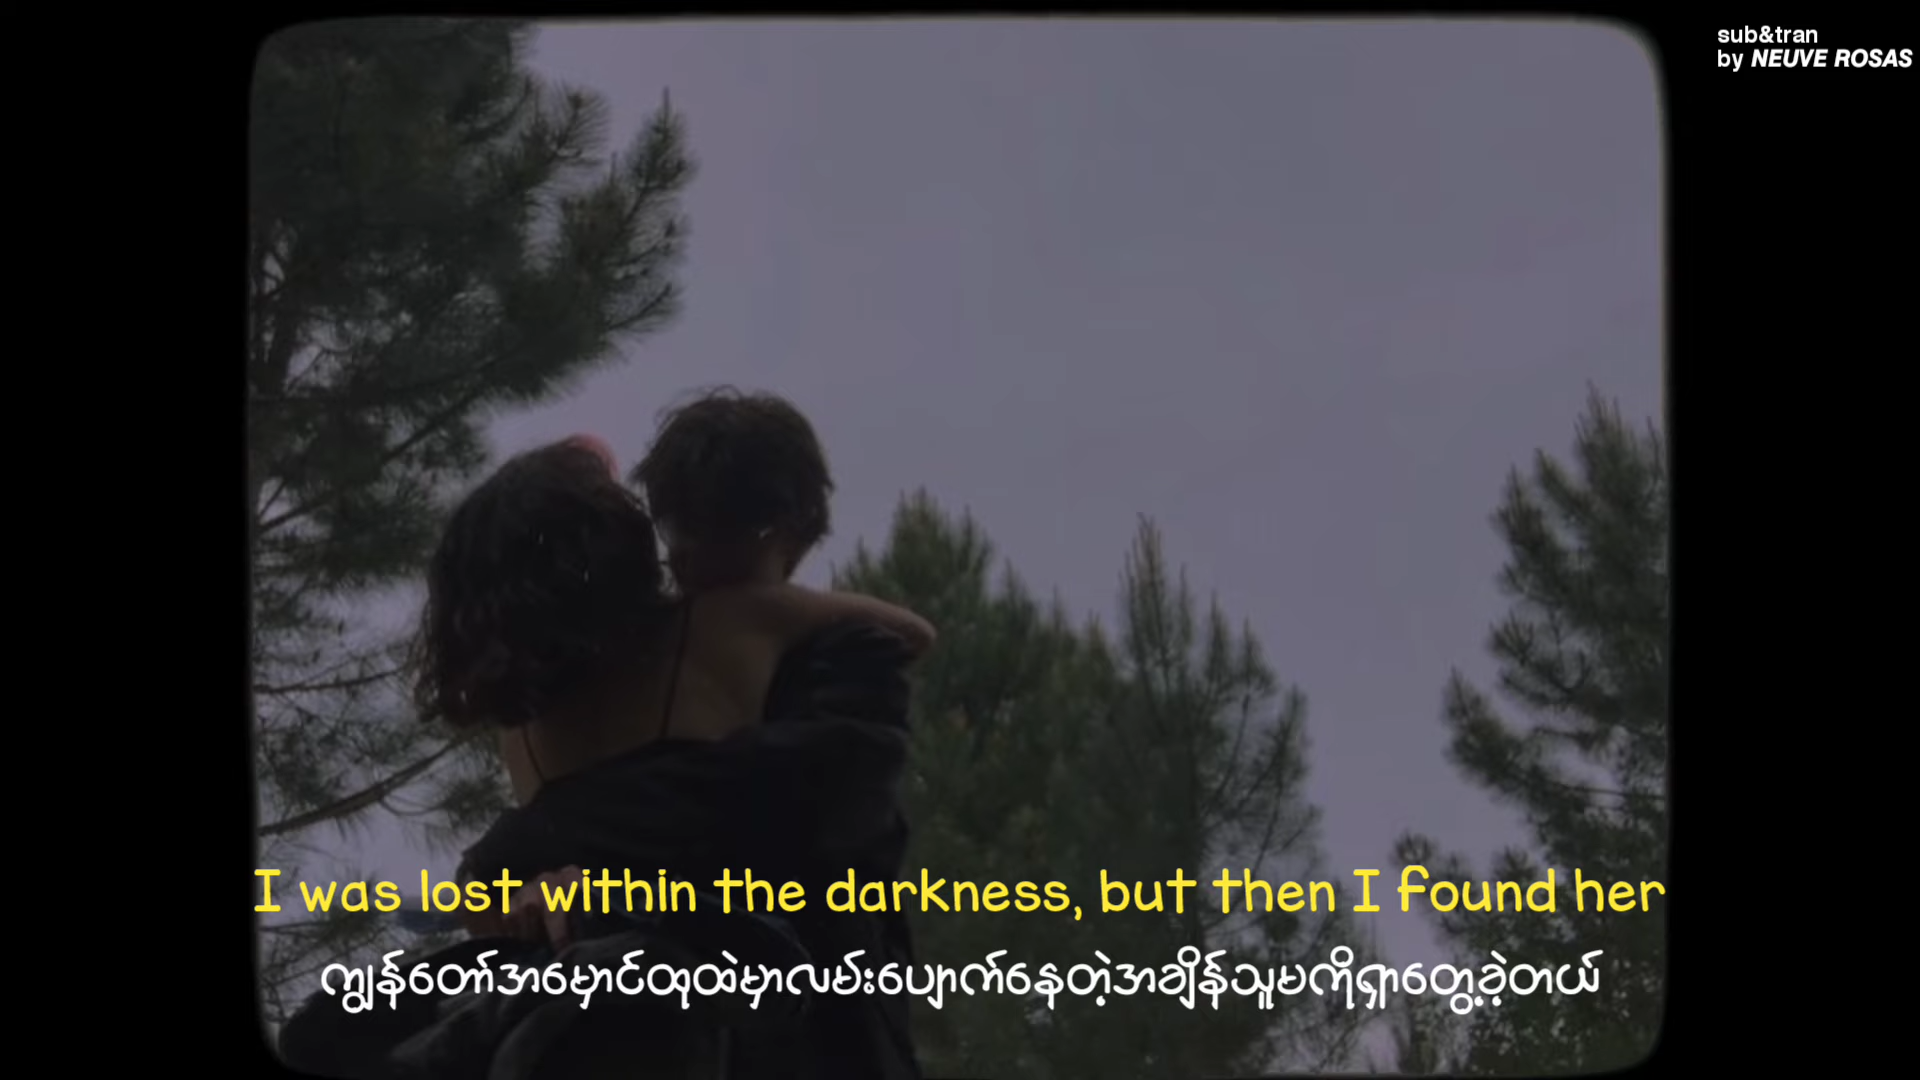 sub&tran
by NEUVE ROSAS
I was lost within the darkness, but then I found her
ကျွန်တော်အမှောင်ထုထဲမှာလမ်းပျောက်နေတဲ့အချိန်သူမကိုရှာတွေ့ခဲ့တယ်